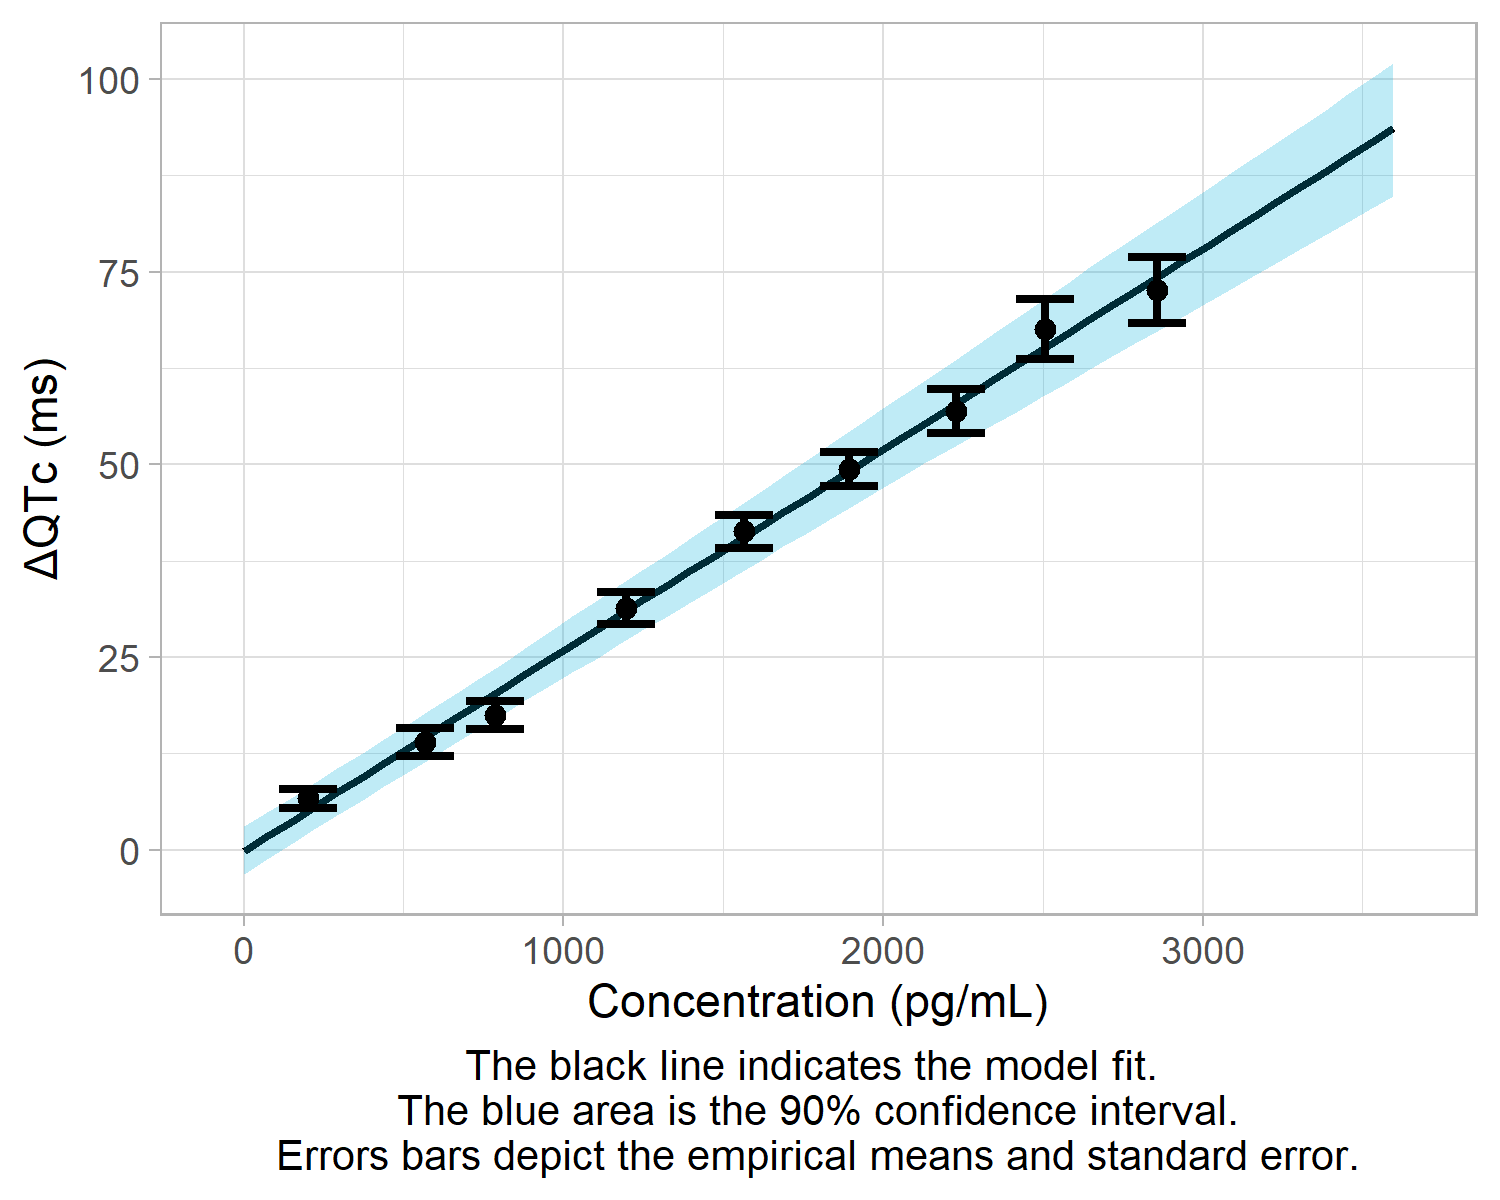 100
75
50
25
0
ΔQTc (ms)
0 1000 2000 3000
Concentration (pg/mL)
The black line indicates the model fit.
The blue area is the 90% confidence interval.
Errors bars depict the empirical means and standard error.